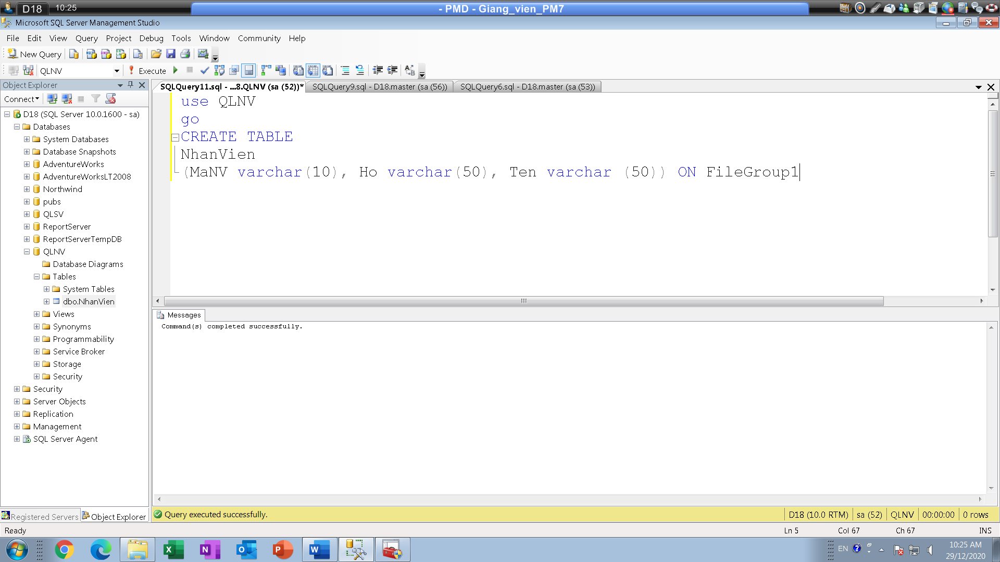 D18
10:25
- PMD - Giang_vien_PM7
Microsoft SQL Server Management Studio
File Edit View Query Project Debug Tools Window Community Help
New Query
QLNV
Execute
Object Explorer
Connect
D18 (SQL Server 10.0.1600 - sa)
Databases
System Databases
Database Snapshots
AdventureWorks
AdventureWorksLT2008
Northwind
pubs
QLSV
ReportServer
ReportServerTempDB
QLNV
Database Diagrams
Tables
System Tables
dbo.NhanVien
Views
Synonyms
Programmability
Service Broker
Storage
Security
Security
Server Objects
Replication
Management
SQL Server Agent
Registered Servers
Object Explorer
SQLQuery11.sql - ...8.QLNV (sa (52))*
SQLQuery9.sql - D18.master (sa (56))
SQLQuery6.sql - D18.master (sa (53))
use QLNV
go
CREATE TABLE
NhanVien
(MaNV varchar(10), Ho varchar(50), Ten varchar (50)) ON FileGroup1
Messages
Command(s) completed successfully.
Query executed successfully.
D18 (10.0 RTM)
sa (52)
QLNV
00:00:00
0 rows
Ready
Ln 5
Col 67
Ch 67
INS
EN
10:25 AM
29/12/2020